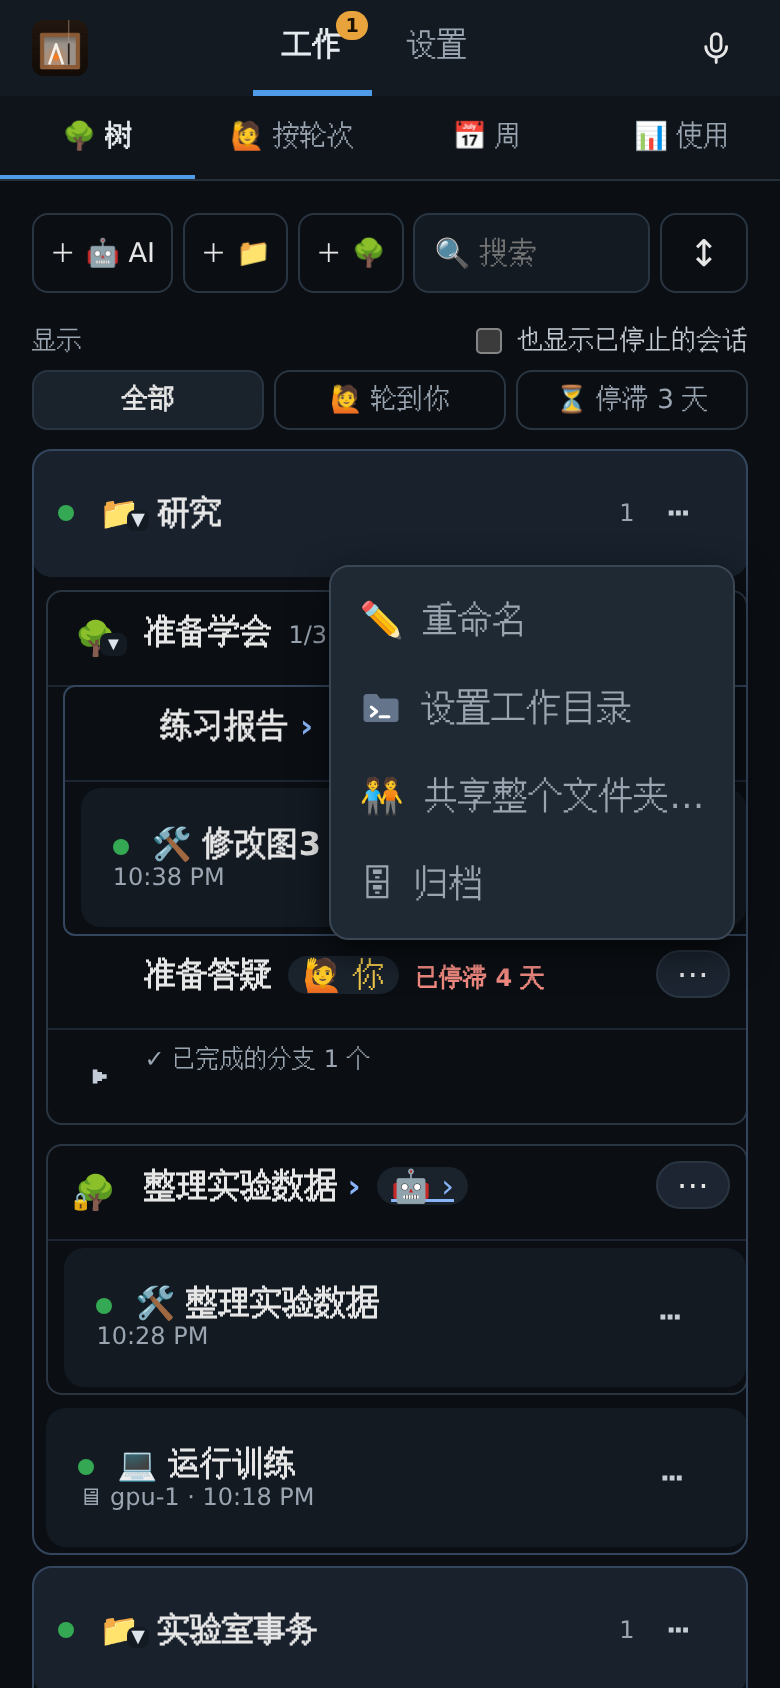 工作 1 设置
树 按轮次 周 使用
+ AI + + 搜索
显示 也显示已停止的会话
全部 轮到你 停滞 3 天
研究 1 ...
准备学会 1/3
重命名
设置工作目录
共享整个文件夹...
归档
练习报告 ›
修改图3
10:38 PM
准备答疑 你 已停滞 4 天 ...
✓ 已完成的分支 1 个
整理实验数据 › › ...
整理实验数据 ...
10:28 PM
运行训练 ...
gpu-1 · 10:18 PM
实验室事务 1 ...